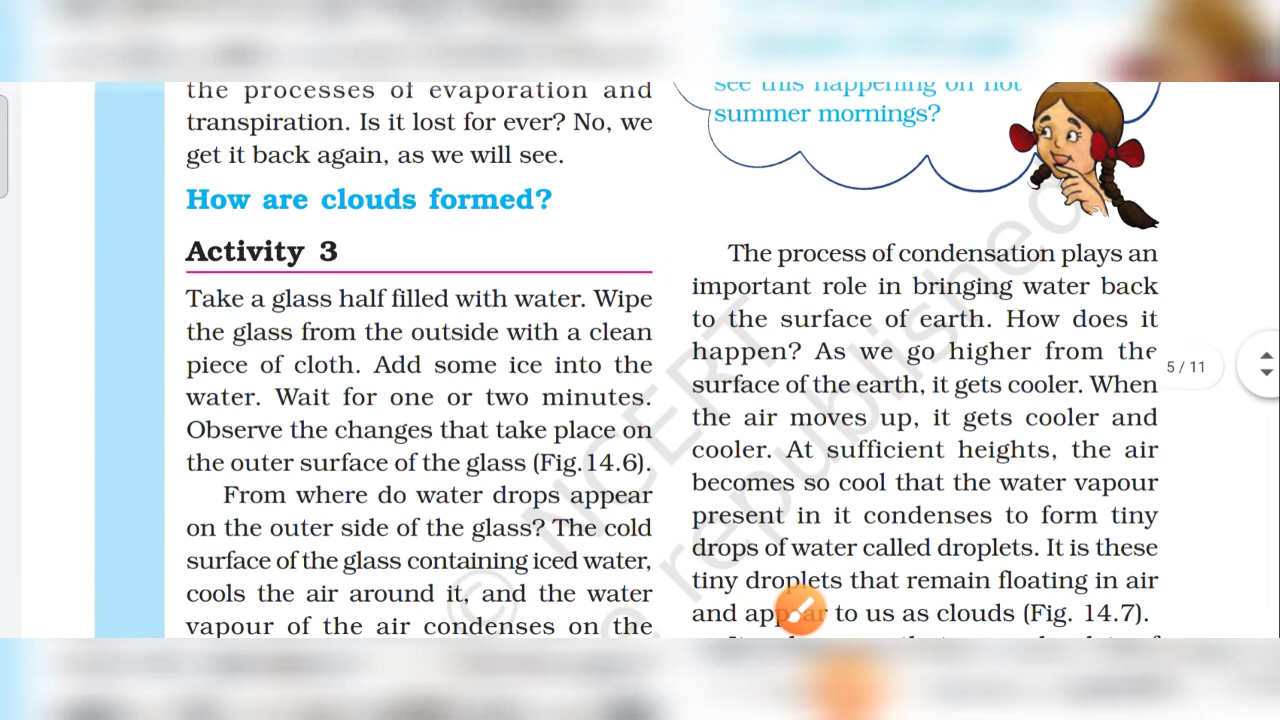 the processes of evaporation and
transpiration. Is it lost for ever? No, we
get it back again, as we will see.
How are clouds formed?
Activity 3
Take a glass half filled with water. Wipe
the glass from the outside with a clean
piece of cloth. Add some ice into the
water. Wait for one or two minutes.
Observe the changes that take place on
the outer surface of the glass (Fig.14.6).
From where do water drops appear
on the outer side of the glass? The cold
surface of the glass containing iced water,
cools the air around it, and the water
vapour of the air condenses on the
see this happening on hot
summer mornings?
The process of condensation plays an
important role in bringing water back
to the surface of earth. How does it
happen? As we go higher from the
surface of the earth, it gets cooler. When
the air moves up, it gets cooler and
cooler. At sufficient heights, the air
becomes so cool that the water vapour
present in it condenses to form tiny
drops of water called droplets. It is these
tiny droplets that remain floating in air
and appear to us as clouds (Fig. 14.7).
5 / 11
© NCERT
republished